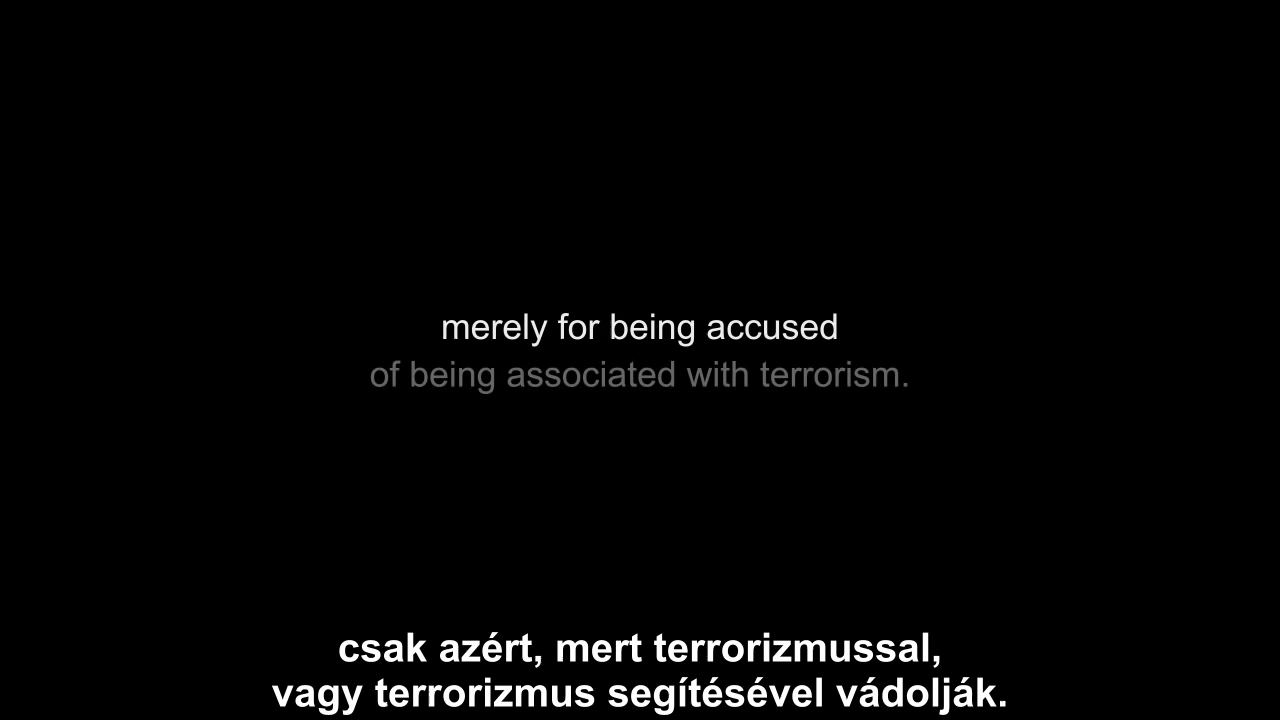 merely for being accused
of being associated with terrorism.
csak azért, mert terrorizmussal,
vagy terrorizmus segítésével vádolják.